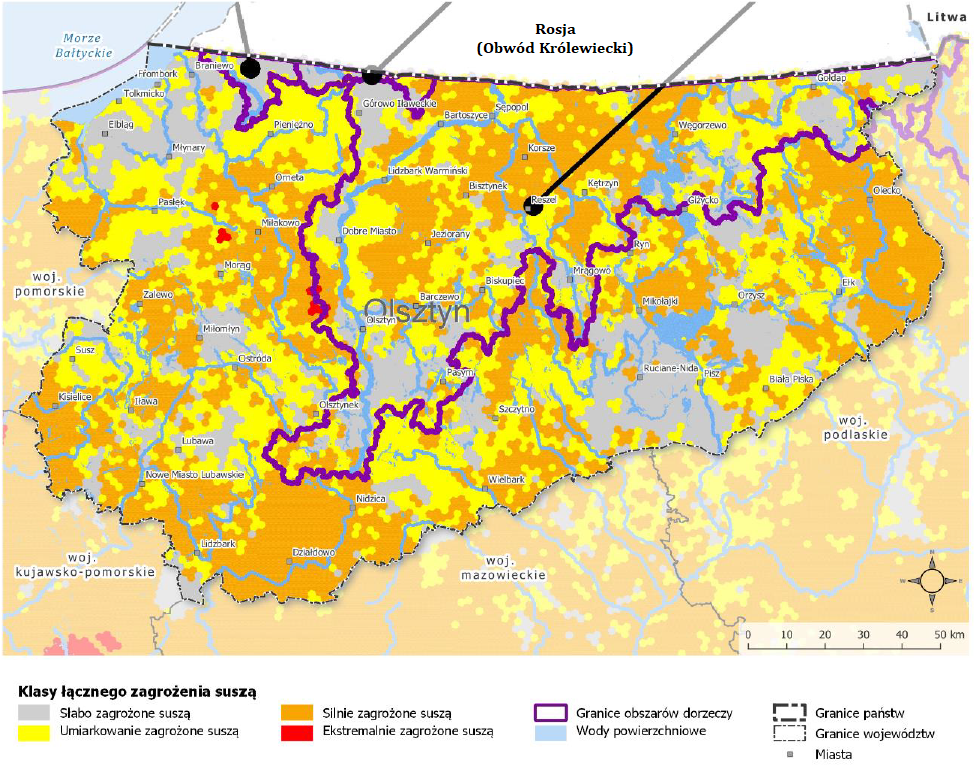 Litwa
Rosja
(Obwód Królewiecki)
Morze
Bałtyckie
Braniewo
Frombork
Gołdap
Tolkmicko
Górowo Iławeckie
Sępopol
Bartoszyce
Elbląg
Pieniężno
Węgorzewo
Młynary
Korsze
Lidzbark Warmiński
Orneta
Bisztynek
Kętrzyn
Olecko
Pasłęk
Reszel
Giżycko
Miłakowo
Dobre Miasto
Jeziorany
Ryn
Morąg
woj.
pomorskie
Mrągowo
Biskupiec
Ełk
Zalewo
Barczewo
Mikołajki
Orzysz
Olsztyn
Olsztyn
Miłomłyn
Susz
Ostróda
Pasym
Ruciane-Nida
Pisz
Biała Piska
Kisielice
Iława
Olsztynek
Szczytno
woj.
podlaskie
Lubawa
Nowe Miasto Lubawskie
Wielbark
Nidzica
Lidzbark
Działdowo
woj.
kujawsko-pomorskie
woj.
mazowieckie
N
W E
S
0 10 20 30 40 50 km
Klasy łącznego zagrożenia suszą
Słabo zagrożone suszą
Umiarkowanie zagrożone suszą
Silnie zagrożone suszą
Ekstremalnie zagrożone suszą
Granice obszarów dorzeczy
Wody powierzchniowe
Granice państw
Granice województw
Miasta